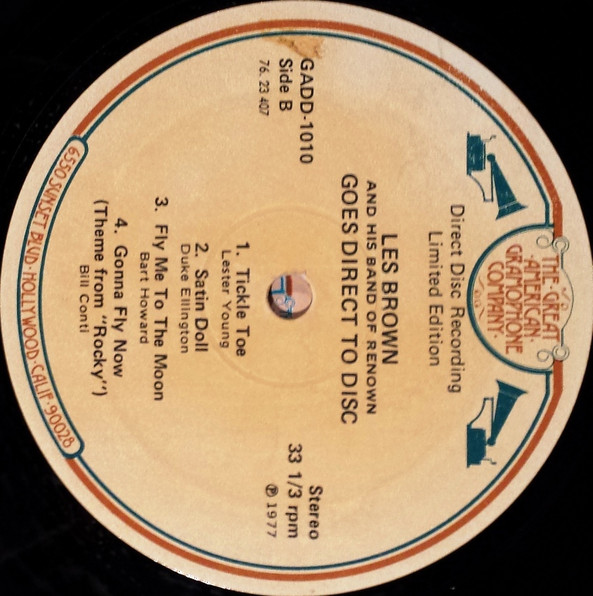 THE·GREAT
·AMERICAN·
GRAMOPHONE
COMPANY·
Direct Disc Recording
Limited Edition
LES BROWN
AND HIS BAND OF RENOWN
GOES DIRECT TO DISC
GADD-1010
Side B
76. 23 407
Stereo
33 1/3 rpm
℗ 1977
1. Tickle Toe
Lester Young
2. Satin Doll
Duke Ellington
3. Fly Me To The Moon
Bart Howard
4. Gonna Fly Now
(Theme from "Rocky")
Bill Conti
6550 SUNSET BLVD·HOLLYWOOD·CALIF·90028